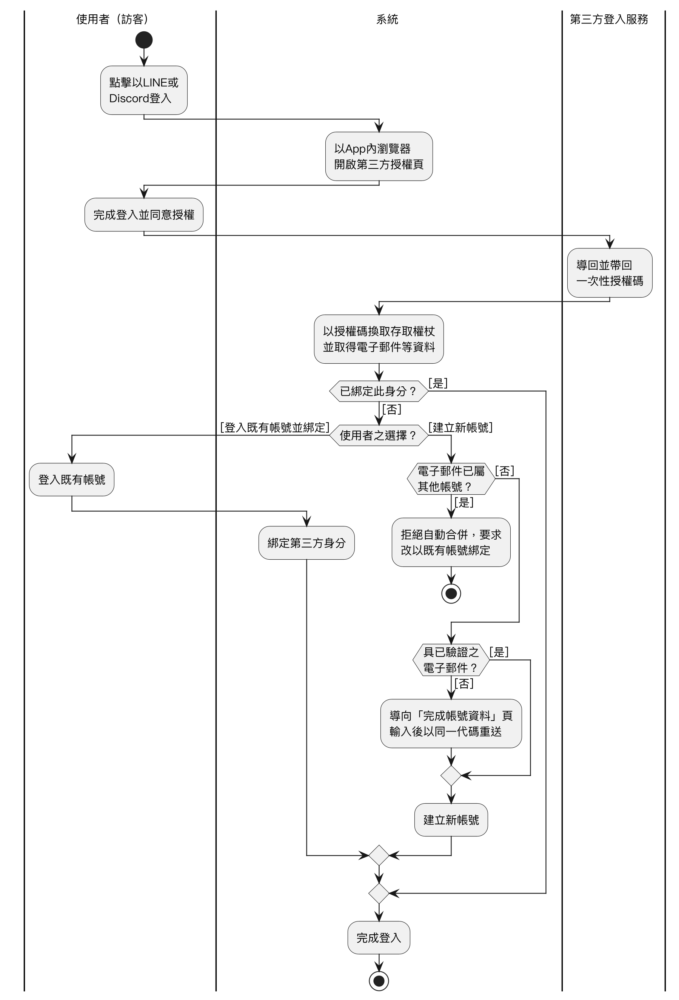 使用者（訪客）
系統
第三方登入服務
點擊以LINE或
Discord登入
以App內瀏覽器
開啟第三方授權頁
完成登入並同意授權
導回並帶回
一次性授權碼
以授權碼換取存取權杖
並取得電子郵件等資料
已綁定此身分？
[是]
[否]
[登入既有帳號並綁定]
使用者之選擇？
[建立新帳號]
登入既有帳號
電子郵件已屬
其他帳號？
[否]
[是]
綁定第三方身分
拒絕自動合併，要求
改以既有帳號綁定
具已驗證之
電子郵件？
[是]
[否]
導向「完成帳號資料」頁
輸入後以同一代碼重送
建立新帳號
完成登入